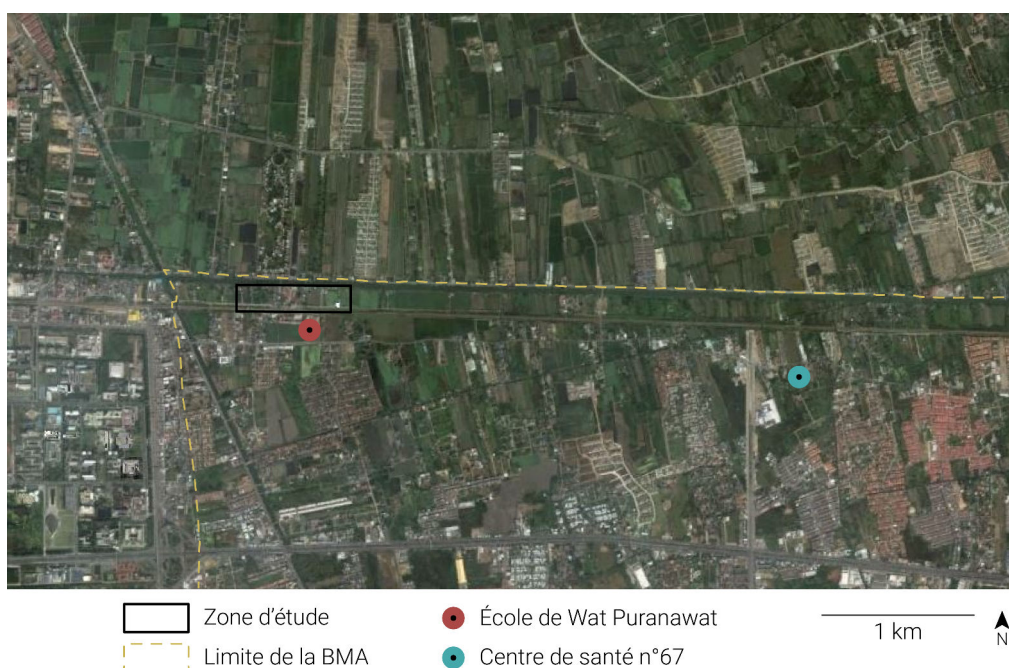 Zone d'étude
École de Wat Puranawat
1 km
N
Limite de la BMA
Centre de santé n°67